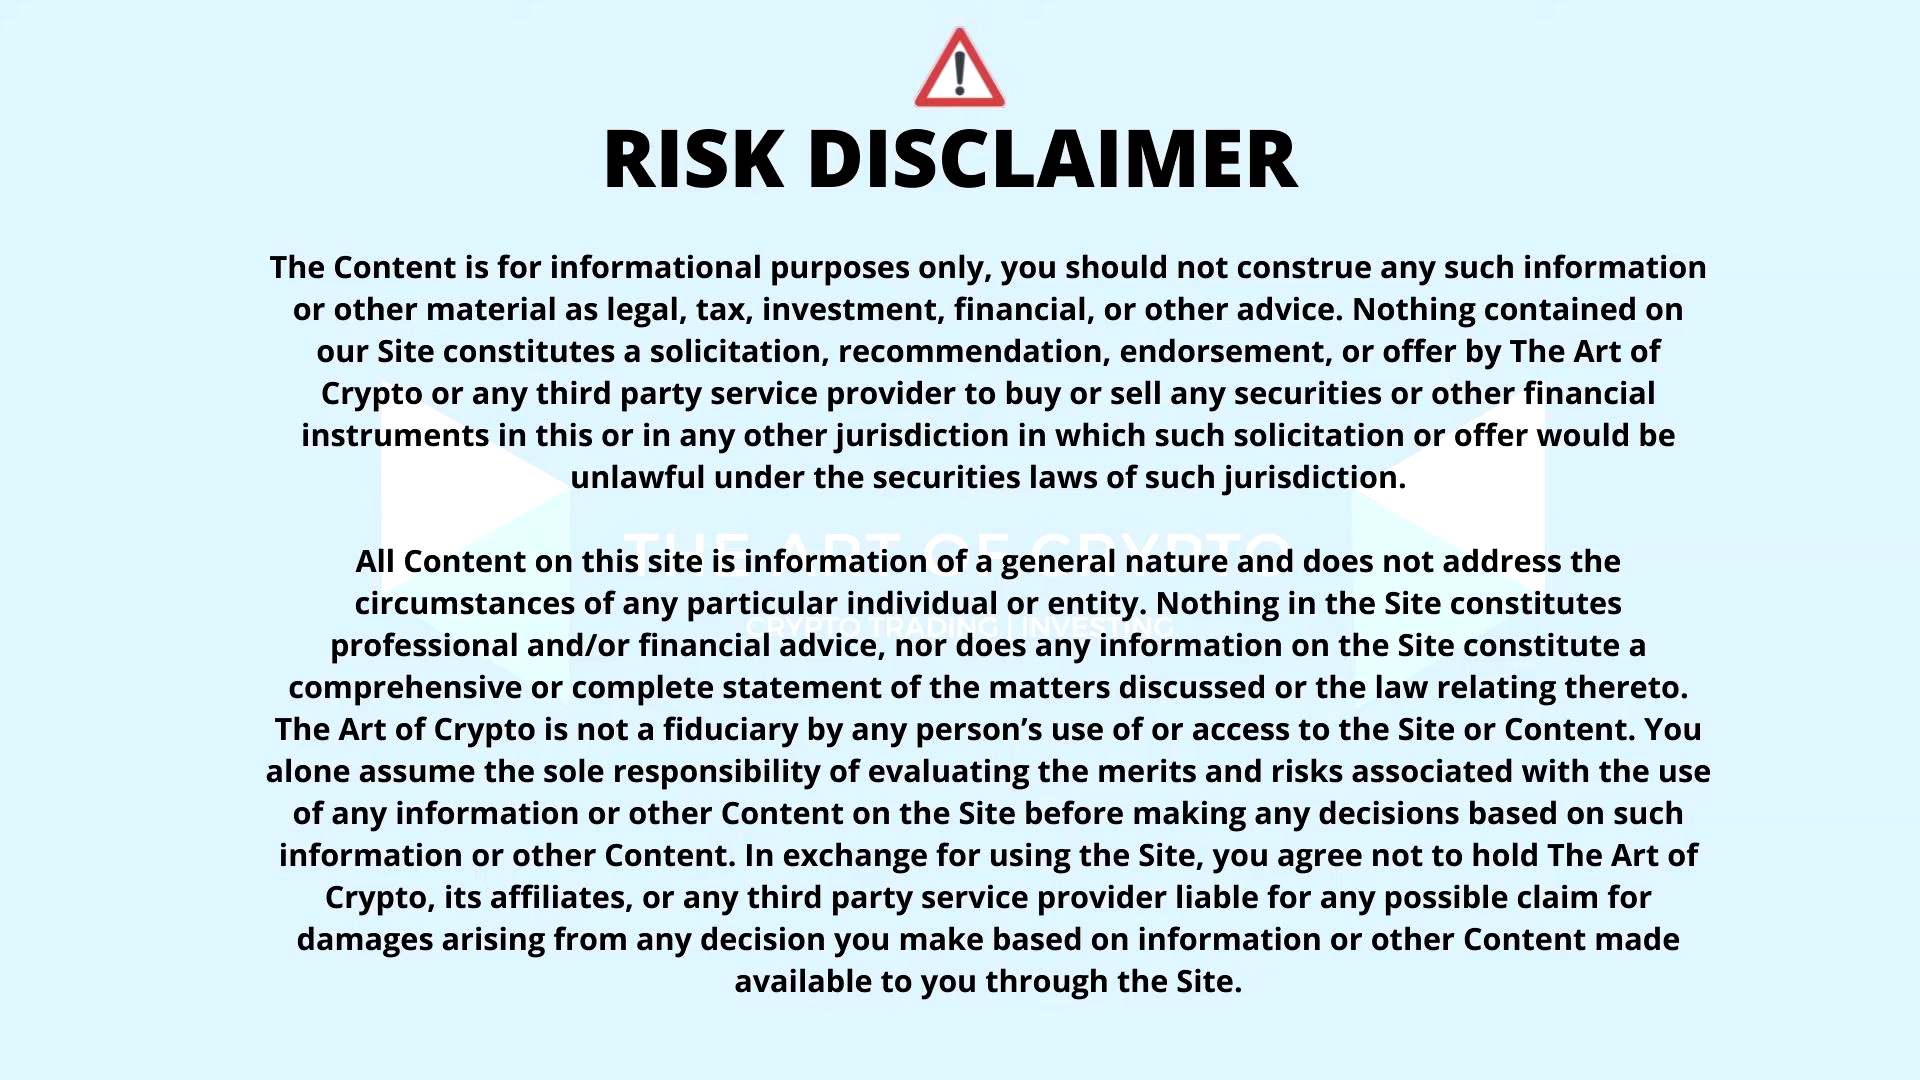 RISK DISCLAIMER
The Content is for informational purposes only, you should not construe any such information
or other material as legal, tax, investment, financial, or other advice. Nothing contained on
our Site constitutes a solicitation, recommendation, endorsement, or offer by The Art of
Crypto or any third party service provider to buy or sell any securities or other financial
instruments in this or in any other jurisdiction in which such solicitation or offer would be
unlawful under the securities laws of such jurisdiction.
All Content on this site is information of a general nature and does not address the
circumstances of any particular individual or entity. Nothing in the Site constitutes
professional and/or financial advice, nor does any information on the Site constitute a
comprehensive or complete statement of the matters discussed or the law relating thereto.
The Art of Crypto is not a fiduciary by any person’s use of or access to the Site or Content. You
alone assume the sole responsibility of evaluating the merits and risks associated with the use
of any information or other Content on the Site before making any decisions based on such
information or other Content. In exchange for using the Site, you agree not to hold The Art of
Crypto, its affiliates, or any third party service provider liable for any possible claim for
damages arising from any decision you make based on information or other Content made
available to you through the Site.
THE ART OF CRYPTO
CRYPTO TRADING | INVESTING